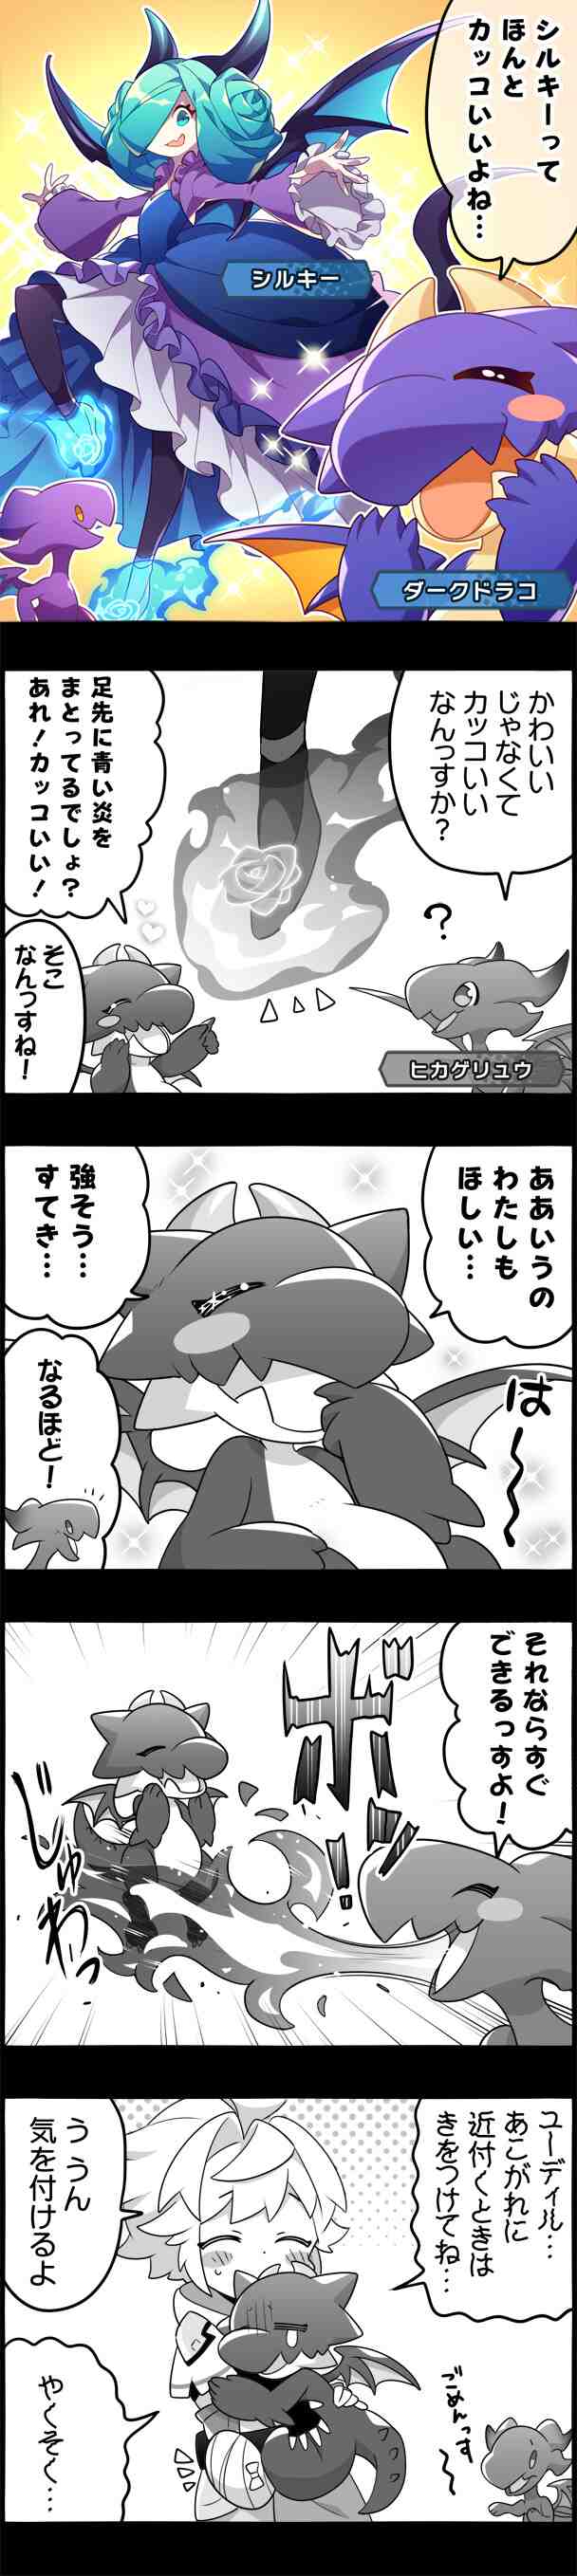 シルキーって
ほんと
カッコいいよね…
シルキー
ダークドラコ
かわいい
じゃなくて
カッコいい
なんっすか？
？
ヒカゲリュウ
足先に青い炎を
まとってるでしょ？
あれ！カッコいい！
そこ
なんっすね！
ああいうの
わたしも
ほしい…
強そう…
すてき…
は〜〜
なるほど！
それならすぐ
できるっすよ！
ボッ！！
じゅわっ
ユーディル…
あこがれに
近付くときは
きをつけてね…
う うん
気を付けるよ
ごめんっす〜
やくそく…